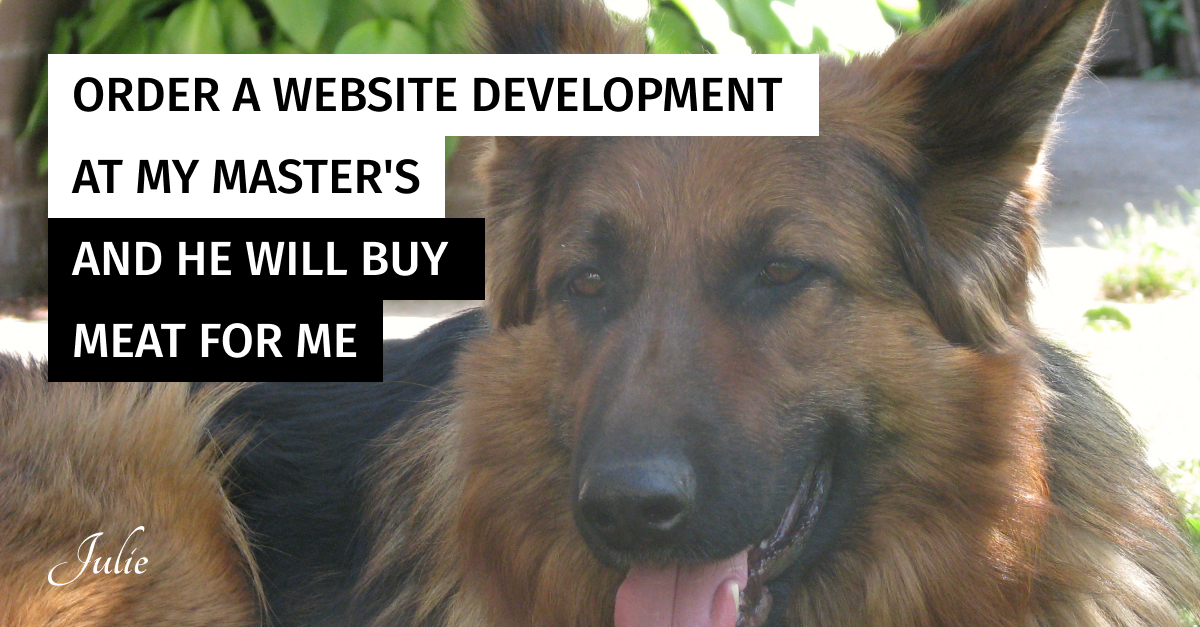 ORDER A WEBSITE DEVELOPMENT
AT MY MASTER'S
AND HE WILL BUY
MEAT FOR ME
Julie